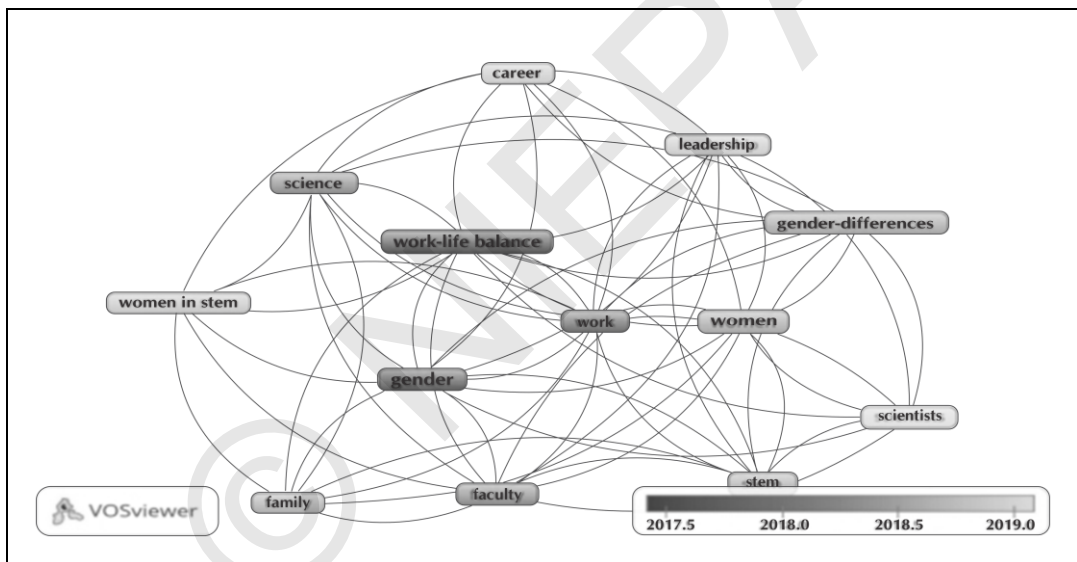 career
leadership
science
gender-differences
work-life balance
women in stem
work
women
gender
scientists
stem
faculty
family
VOSviewer
2017.5 2018.0 2018.5 2019.0
© NIEPA